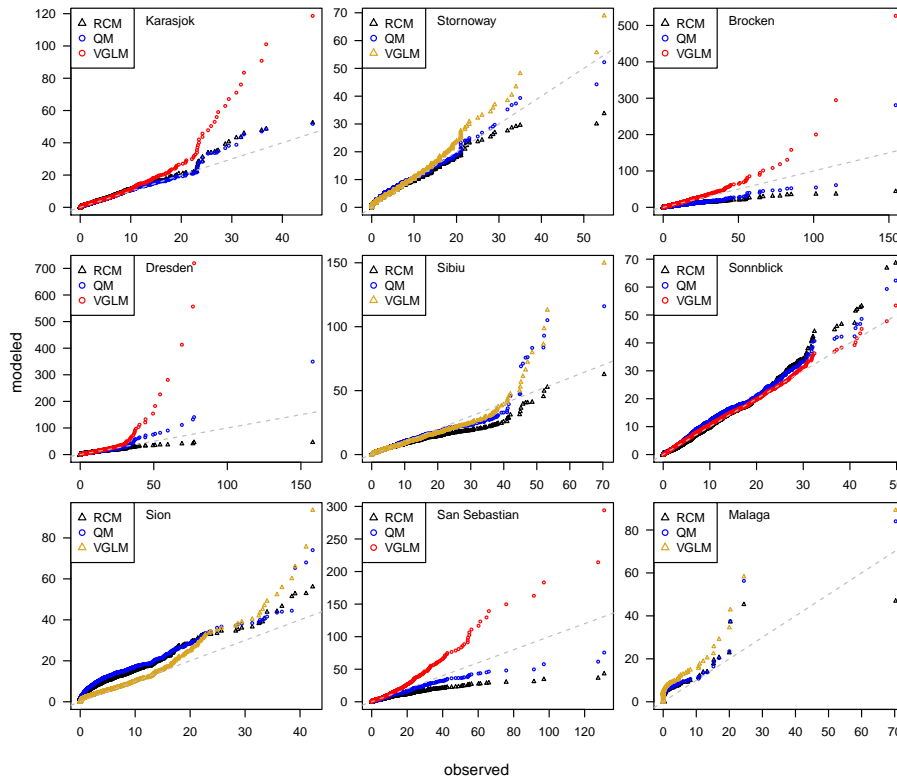 Karasjok
RCM
QM
VGLM
0 20 40 60 80 100 120
0 10 20 30 40
Stornoway
RCM
QM
VGLM
0 10 20 30 40 50 60 70
0 10 20 30 40 50
Brocken
RCM
QM
VGLM
0 100 200 300 400 500
0 50 100 150
Dresden
RCM
QM
VGLM
0 100 200 300 400 500 600 700
0 50 100 150
Sibiu
RCM
QM
VGLM
0 50 100 150
0 10 20 30 40 50 60 70
Sonnblick
RCM
QM
VGLM
0 10 20 30 40 50 60 70
0 10 20 30 40 50
Sion
RCM
QM
VGLM
0 20 40 60 80
0 10 20 30 40
San Sebastian
RCM
QM
VGLM
0 50 100 150 200 250 300
0 20 40 60 80 100 120
Malaga
RCM
QM
VGLM
0 20 40 60 80
0 10 20 30 40 50 60 70
modeled
observed